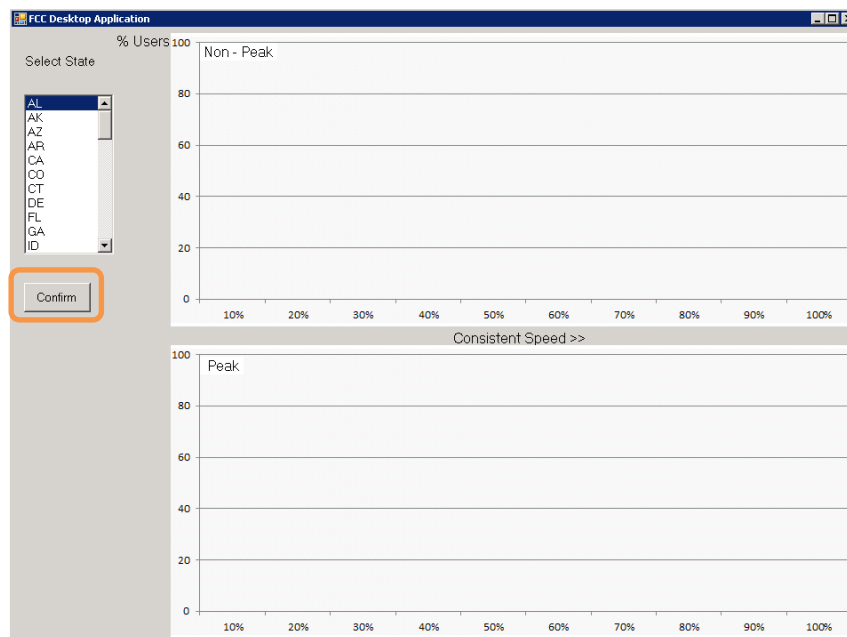 FCC Desktop Application
% Users
Select State
AL
AK
AZ
AR
CA
CO
CT
DE
FL
GA
ID
Confirm
Non - Peak
100
80
60
40
20
0
10% 20% 30% 40% 50% 60% 70% 80% 90% 100%
Consistent Speed >>
Peak
100
80
60
40
20
0
10% 20% 30% 40% 50% 60% 70% 80% 90% 100%